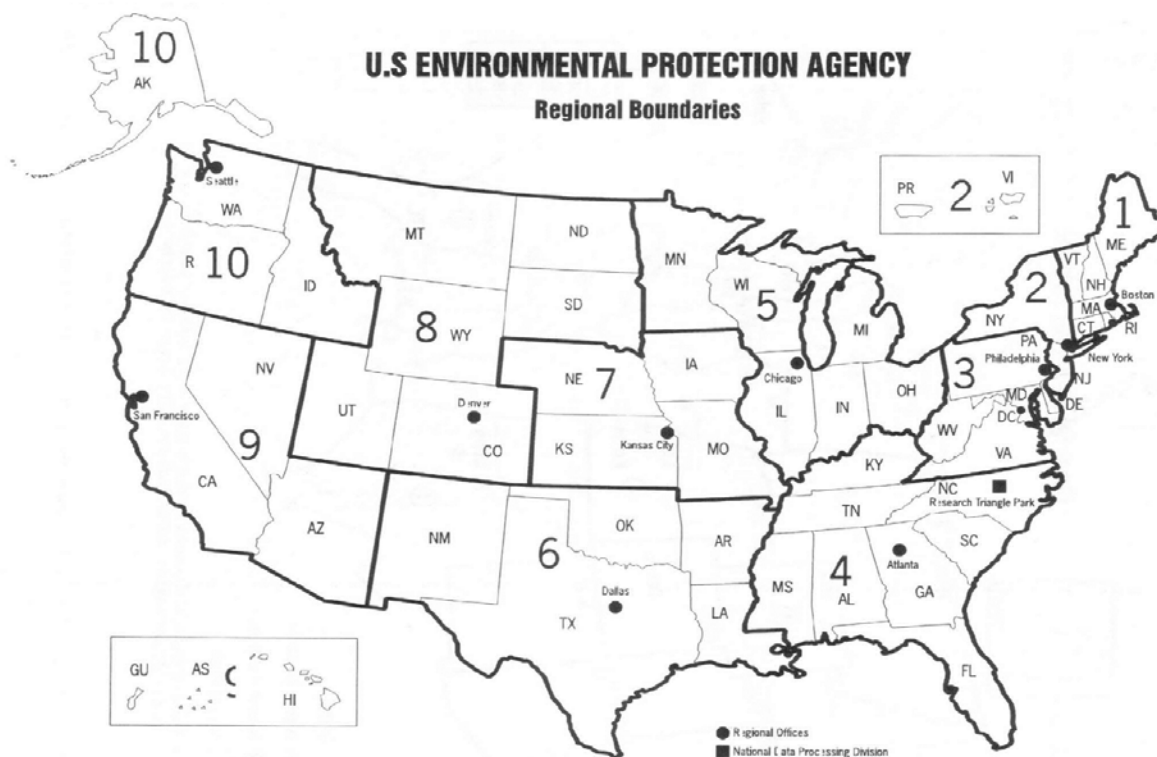 10
AK
U.S ENVIRONMENTAL PROTECTION AGENCY
Regional Boundaries
Seattle
WA
R 10
ID
MT
ND
MN
SD
8
WY
WI
5
MI
PR
2
VI
1
ME
VT
NH
Boston
2
NY
MA
CT
RI
PA
New York
Philadelphia
3
NJ
MD
DE
DC
WV
VA
NV
UT
Denver
CO
NE
7
IA
Chicago
IL
IN
OH
San Francisco
9
CA
KS
Kansas City
MO
KY
AZ
NM
6
OK
AR
TN
NC
Research Triangle Park
SC
Dallas
TX
LA
MS
4
AL
Atlanta
GA
FL
GU
AS
HI
Regional Offices
National Data Processing Division